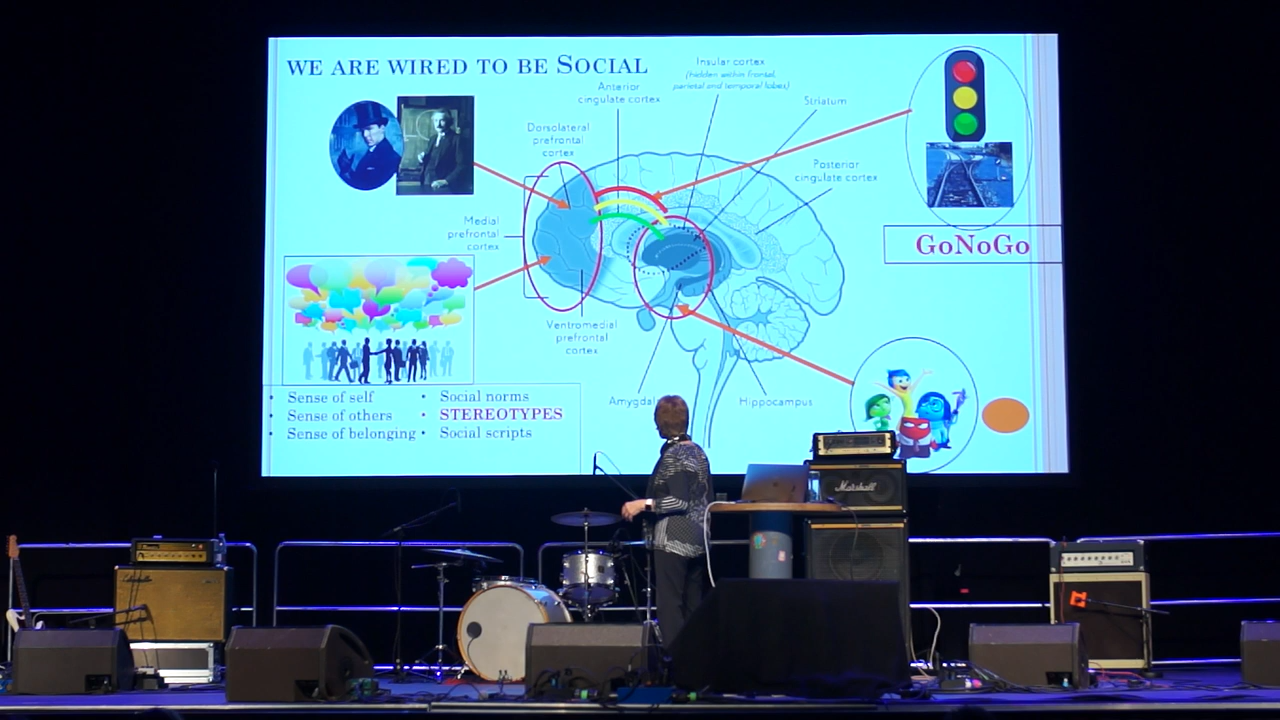 WE ARE WIRED TO BE SOCIAL
Insular cortex
(hidden within frontal,
parietal and temporal lobes)
Anterior
cingulate cortex
Striatum
Dorsolateral
prefrontal
cortex
Posterior
cingulate cortex
Medial
prefrontal
cortex
GoNoGo
Ventromedial
prefrontal
cortex
Amygdala
Hippocampus
• Sense of self
• Sense of others
• Sense of belonging
• Social norms
• STEREOTYPES
• Social scripts
Marshall